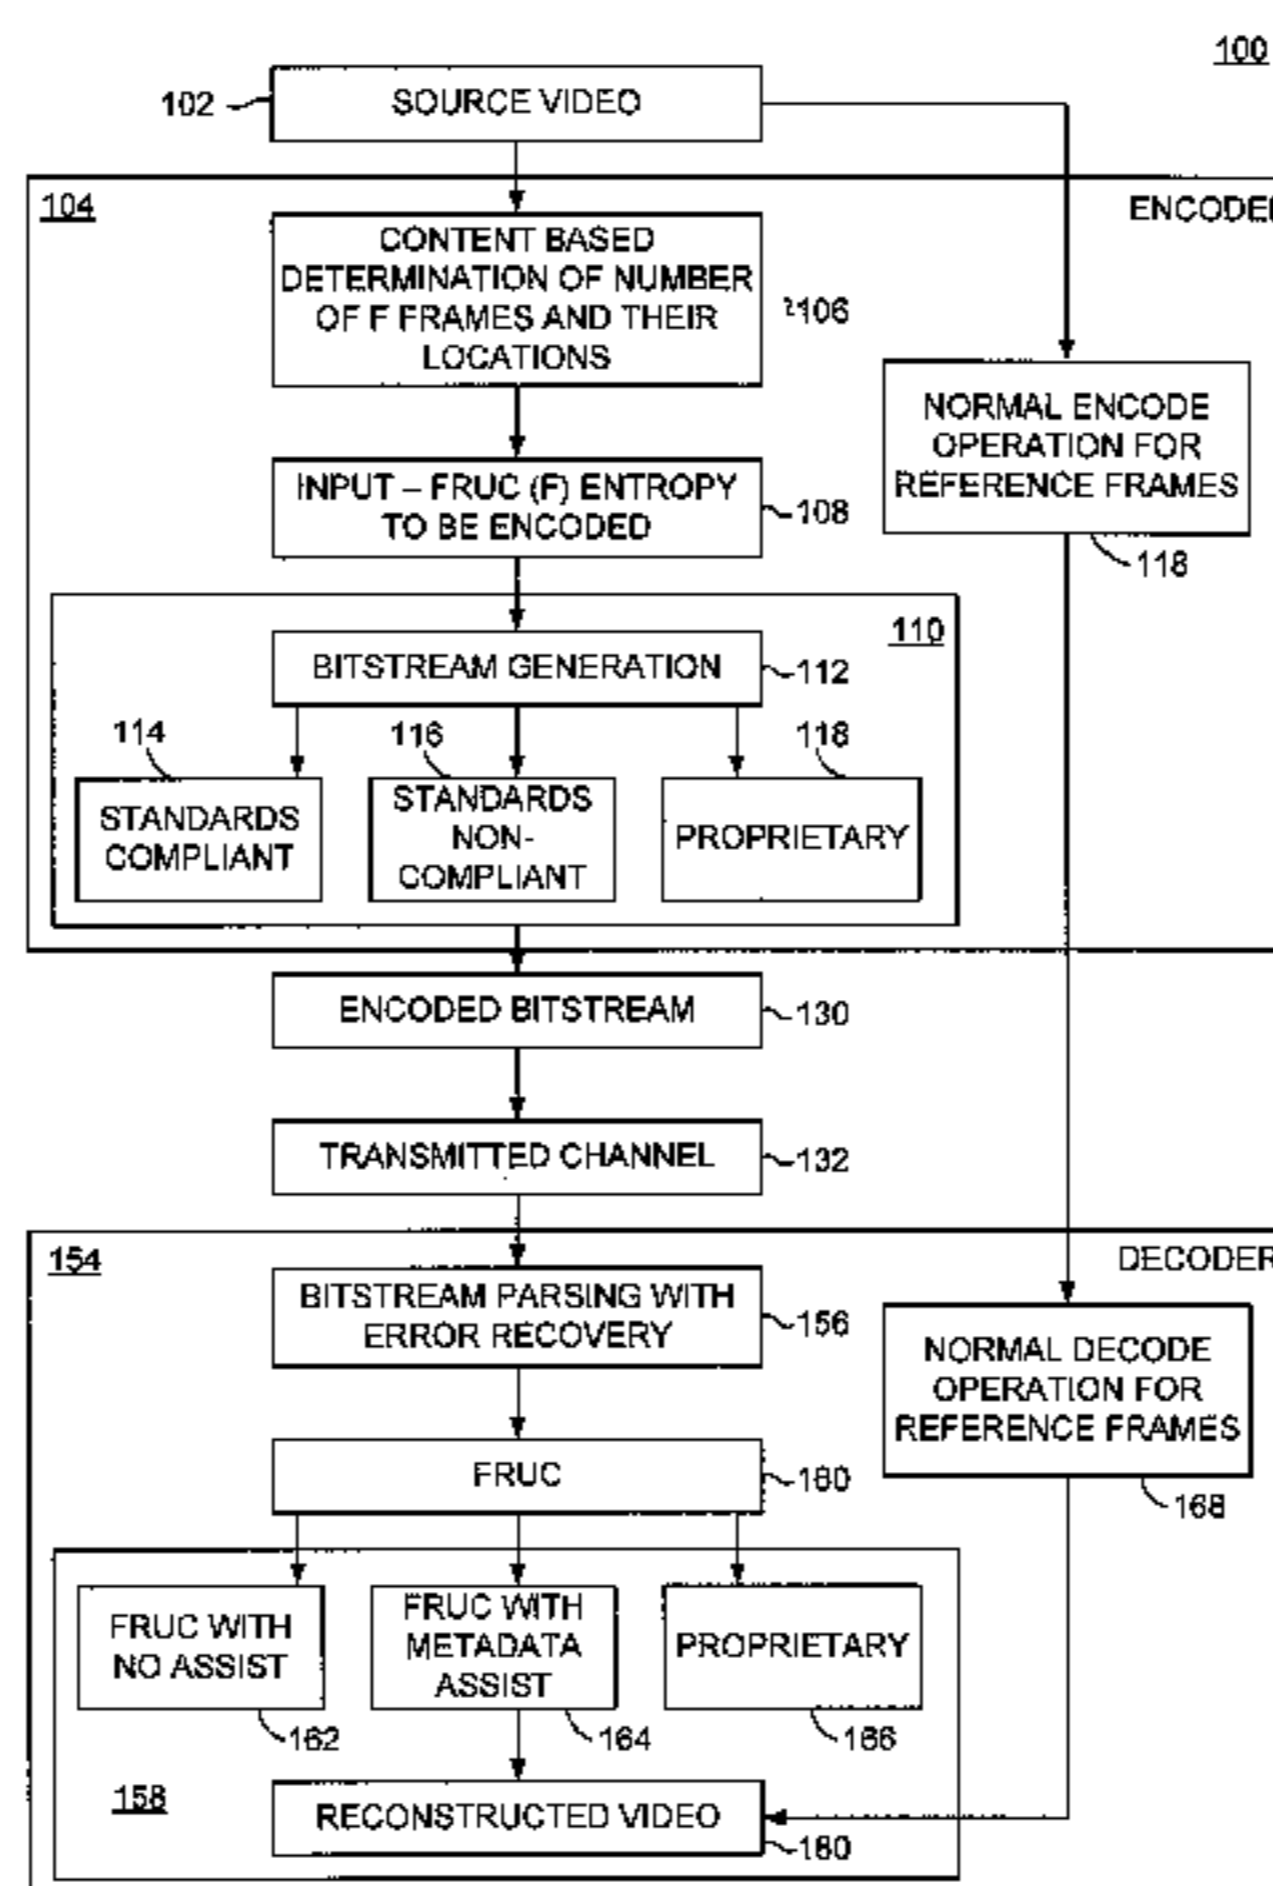 100
102
SOURCE VIDEO
104
ENCODE
CONTENT BASED
DETERMINATION OF NUMBER
OF F FRAMES AND THEIR
LOCATIONS
106
NORMAL ENCODE
OPERATION FOR
REFERENCE FRAMES
118
INPUT – FRUC (F) ENTROPY
TO BE ENCODED
108
110
BITSTREAM GENERATION
112
114
116
118
STANDARDS
COMPLIANT
STANDARDS
NON-
COMPLIANT
PROPRIETARY
ENCODED BITSTREAM
130
TRANSMITTED CHANNEL
132
154
DECODER
BITSTREAM PARSING WITH
ERROR RECOVERY
156
NORMAL DECODE
OPERATION FOR
REFERENCE FRAMES
168
FRUC
180
FRUC WITH
NO ASSIST
162
FRUC WITH
METADATA
ASSIST
164
PROPRIETARY
166
158
RECONSTRUCTED VIDEO
180